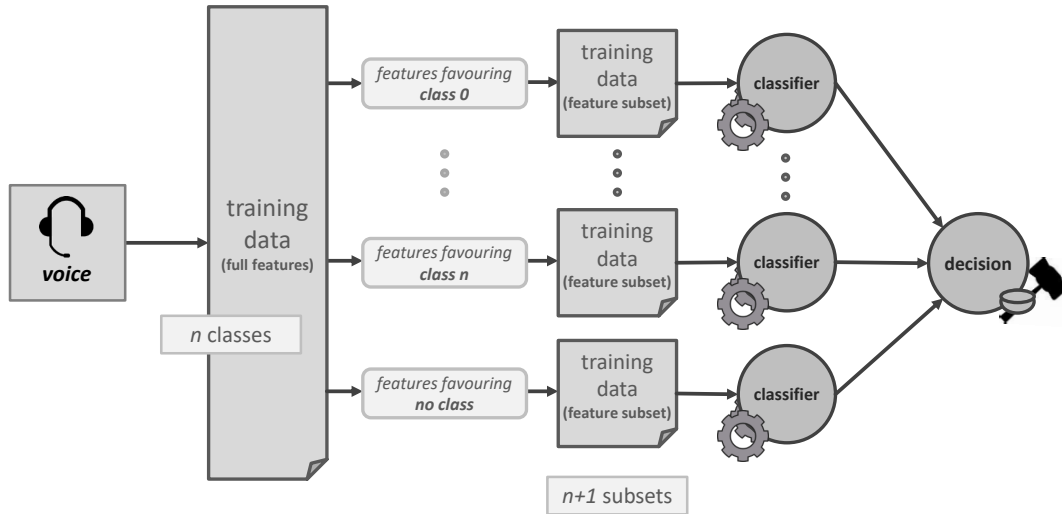 voice
training
data
(full features)
n classes
features favouring
class 0
training
data
(feature subset)
classifier
features favouring
class n
training
data
(feature subset)
classifier
features favouring
no class
training
data
(feature subset)
classifier
decision
n+1 subsets